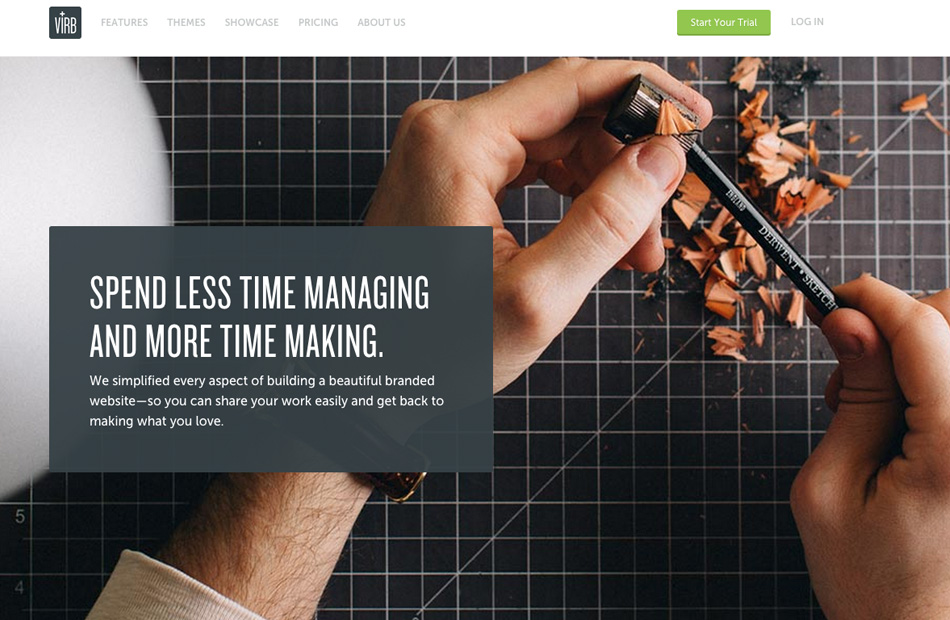 VIRB
FEATURES
THEMES
SHOWCASE
PRICING
ABOUT US
Start Your Trial
LOG IN
DERWENT • SKETCH
SPEND LESS TIME MANAGING
AND MORE TIME MAKING.
We simplified every aspect of building a beautiful branded
website—so you can share your work easily and get back to
making what you love.
5
4